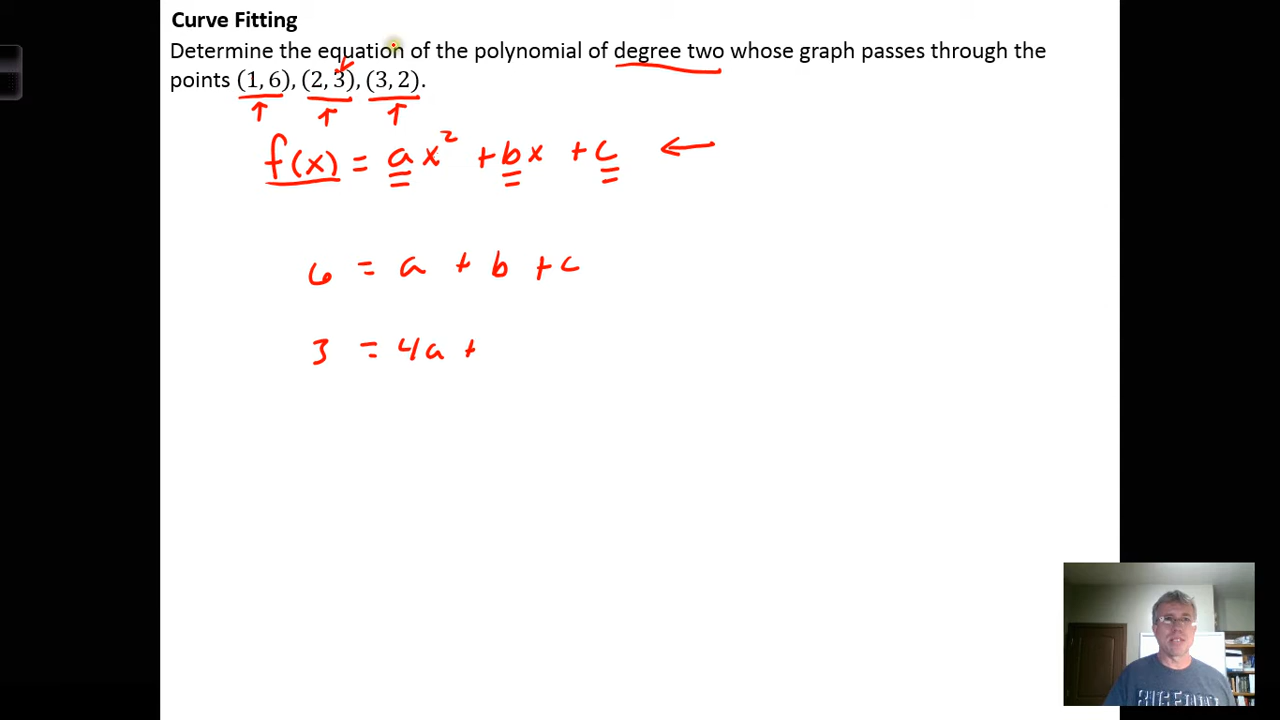 Curve Fitting
Determine the equation of the polynomial of degree two whose graph passes through the
points (1, 6), (2, 3), (3, 2).
f(x) = ax² + bx + c
6 = a + b + c
3 = 4a +